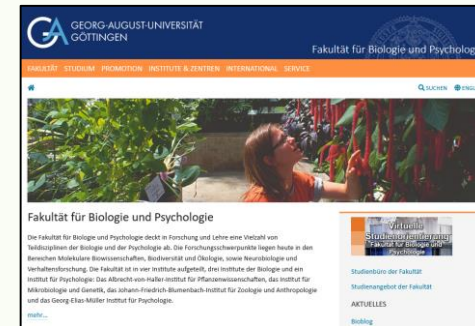 GEORG-AUGUST-UNIVERSITÄT
GÖTTINGEN
Fakultät für Biologie und Psycholog
FAKULTÄT STUDIUM PROMOTION INSTITUTE & ZENTREN INTERNATIONAL SERVICE
SUCHEN ENGL
Fakultät für Biologie und Psychologie
Die Fakultät für Biologie und Psychologie deckt in Forschung und Lehre eine Vielzahl von
Teildisziplinen der Biologie und der Psychologie ab. Die Forschungsschwerpunkte liegen heute in den
Bereichen Molekulare Biowissenschaften, Biodiversität und Ökologie, sowie Neurobiologie und
Verhaltensforschung. Die Fakultät ist in vier Institute aufgeteilt, drei Institute der Biologie und ein
Institut für Psychologie: Das Albrecht-von-Haller-Institut für Pflanzenwissenschaften, das Institut für
Mikrobiologie und Genetik, das Johann-Friedrich-Blumenbach-Institut für Zoologie und Anthropologie
und das Georg-Elias-Müller Institut für Psychologie.
mehr...
Virtuelle
Studienorientierung
Fakultät für Biologie und
Psychologie
Studienbüro der Fakultät
Studienangebot der Fakultät
AKTUELLES
Bioblog